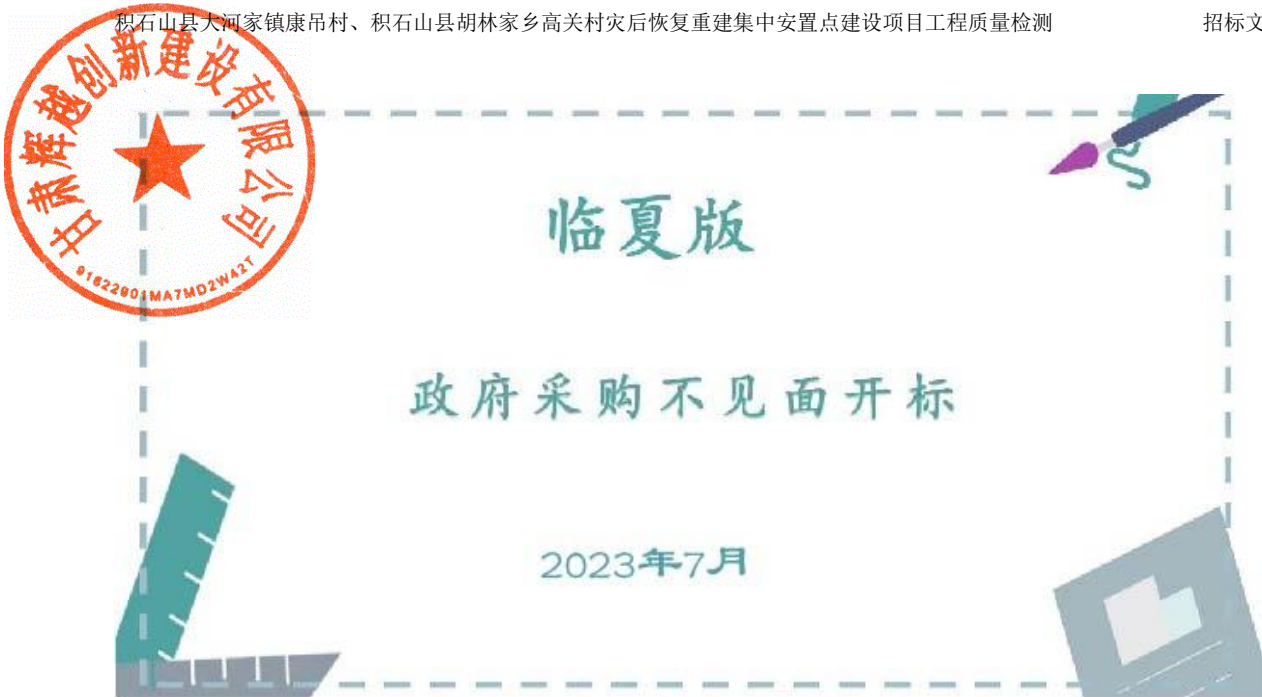 积石山县大河家镇康吊村、积石山县胡林家乡高关村灾后恢复重建集中安置点建设项目工程质量检测 招标文
甘肃辉越创新建设有限公司
91622901MA7MD2W42T
临夏版
政府采购不见面开标
2023年7月